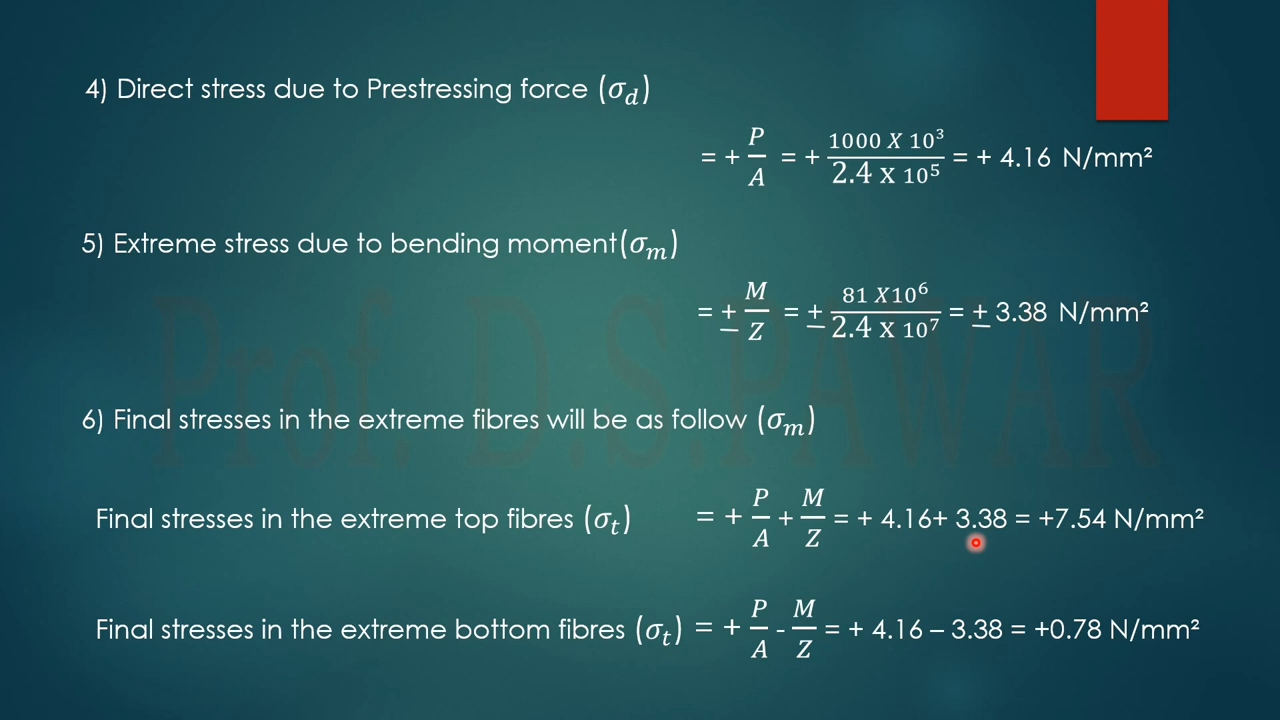 4) Direct stress due to Prestressing force (σ_d)
= + P/A = + 1000 X 10³/2.4 x 10⁵ = + 4.16 N/mm²
5) Extreme stress due to bending moment(σ_m)
= ± M/Z = ± 81 X10⁶/2.4 x 10⁷ = ± 3.38 N/mm²
Prof. D.S.PAWAR
6) Final stresses in the extreme fibres will be as follow (σ_m)
Final stresses in the extreme top fibres (σ_t) = + P/A + M/Z = + 4.16+ 3.38 = +7.54 N/mm²
Final stresses in the extreme bottom fibres (σ_t) = + P/A - M/Z = + 4.16 – 3.38 = +0.78 N/mm²